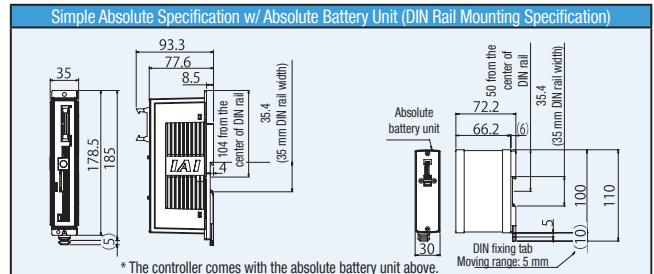 Simple Absolute Specification w/ Absolute Battery Unit (DIN Rail Mounting Specification)
35
178.5
185
(5)
93.3
77.6
8.5
104 from the
center of DIN rail
35.4
(35 mm DIN rail width)
4
IAI
Absolute
battery unit
30
50 from the
center of
DIN rail
35.4
(35 mm DIN rail width)
72.2
66.2
(6)
100
110
5
(10)
DIN fixing tab
Moving range: 5 mm
* The controller comes with the absolute battery unit above.